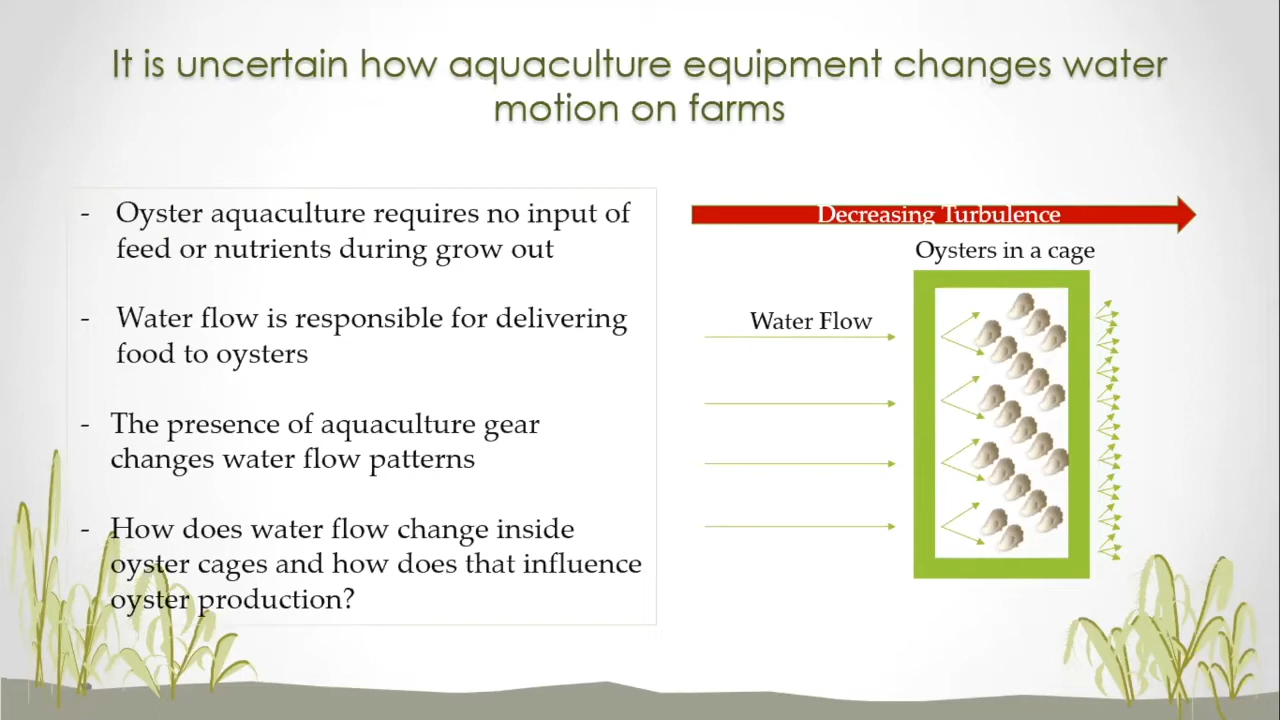 It is uncertain how aquaculture equipment changes water
motion on farms
- Oyster aquaculture requires no input of
feed or nutrients during grow out
- Water flow is responsible for delivering
food to oysters
- The presence of aquaculture gear
changes water flow patterns
- How does water flow change inside
oyster cages and how does that influence
oyster production?
Decreasing Turbulence
Oysters in a cage
Water Flow